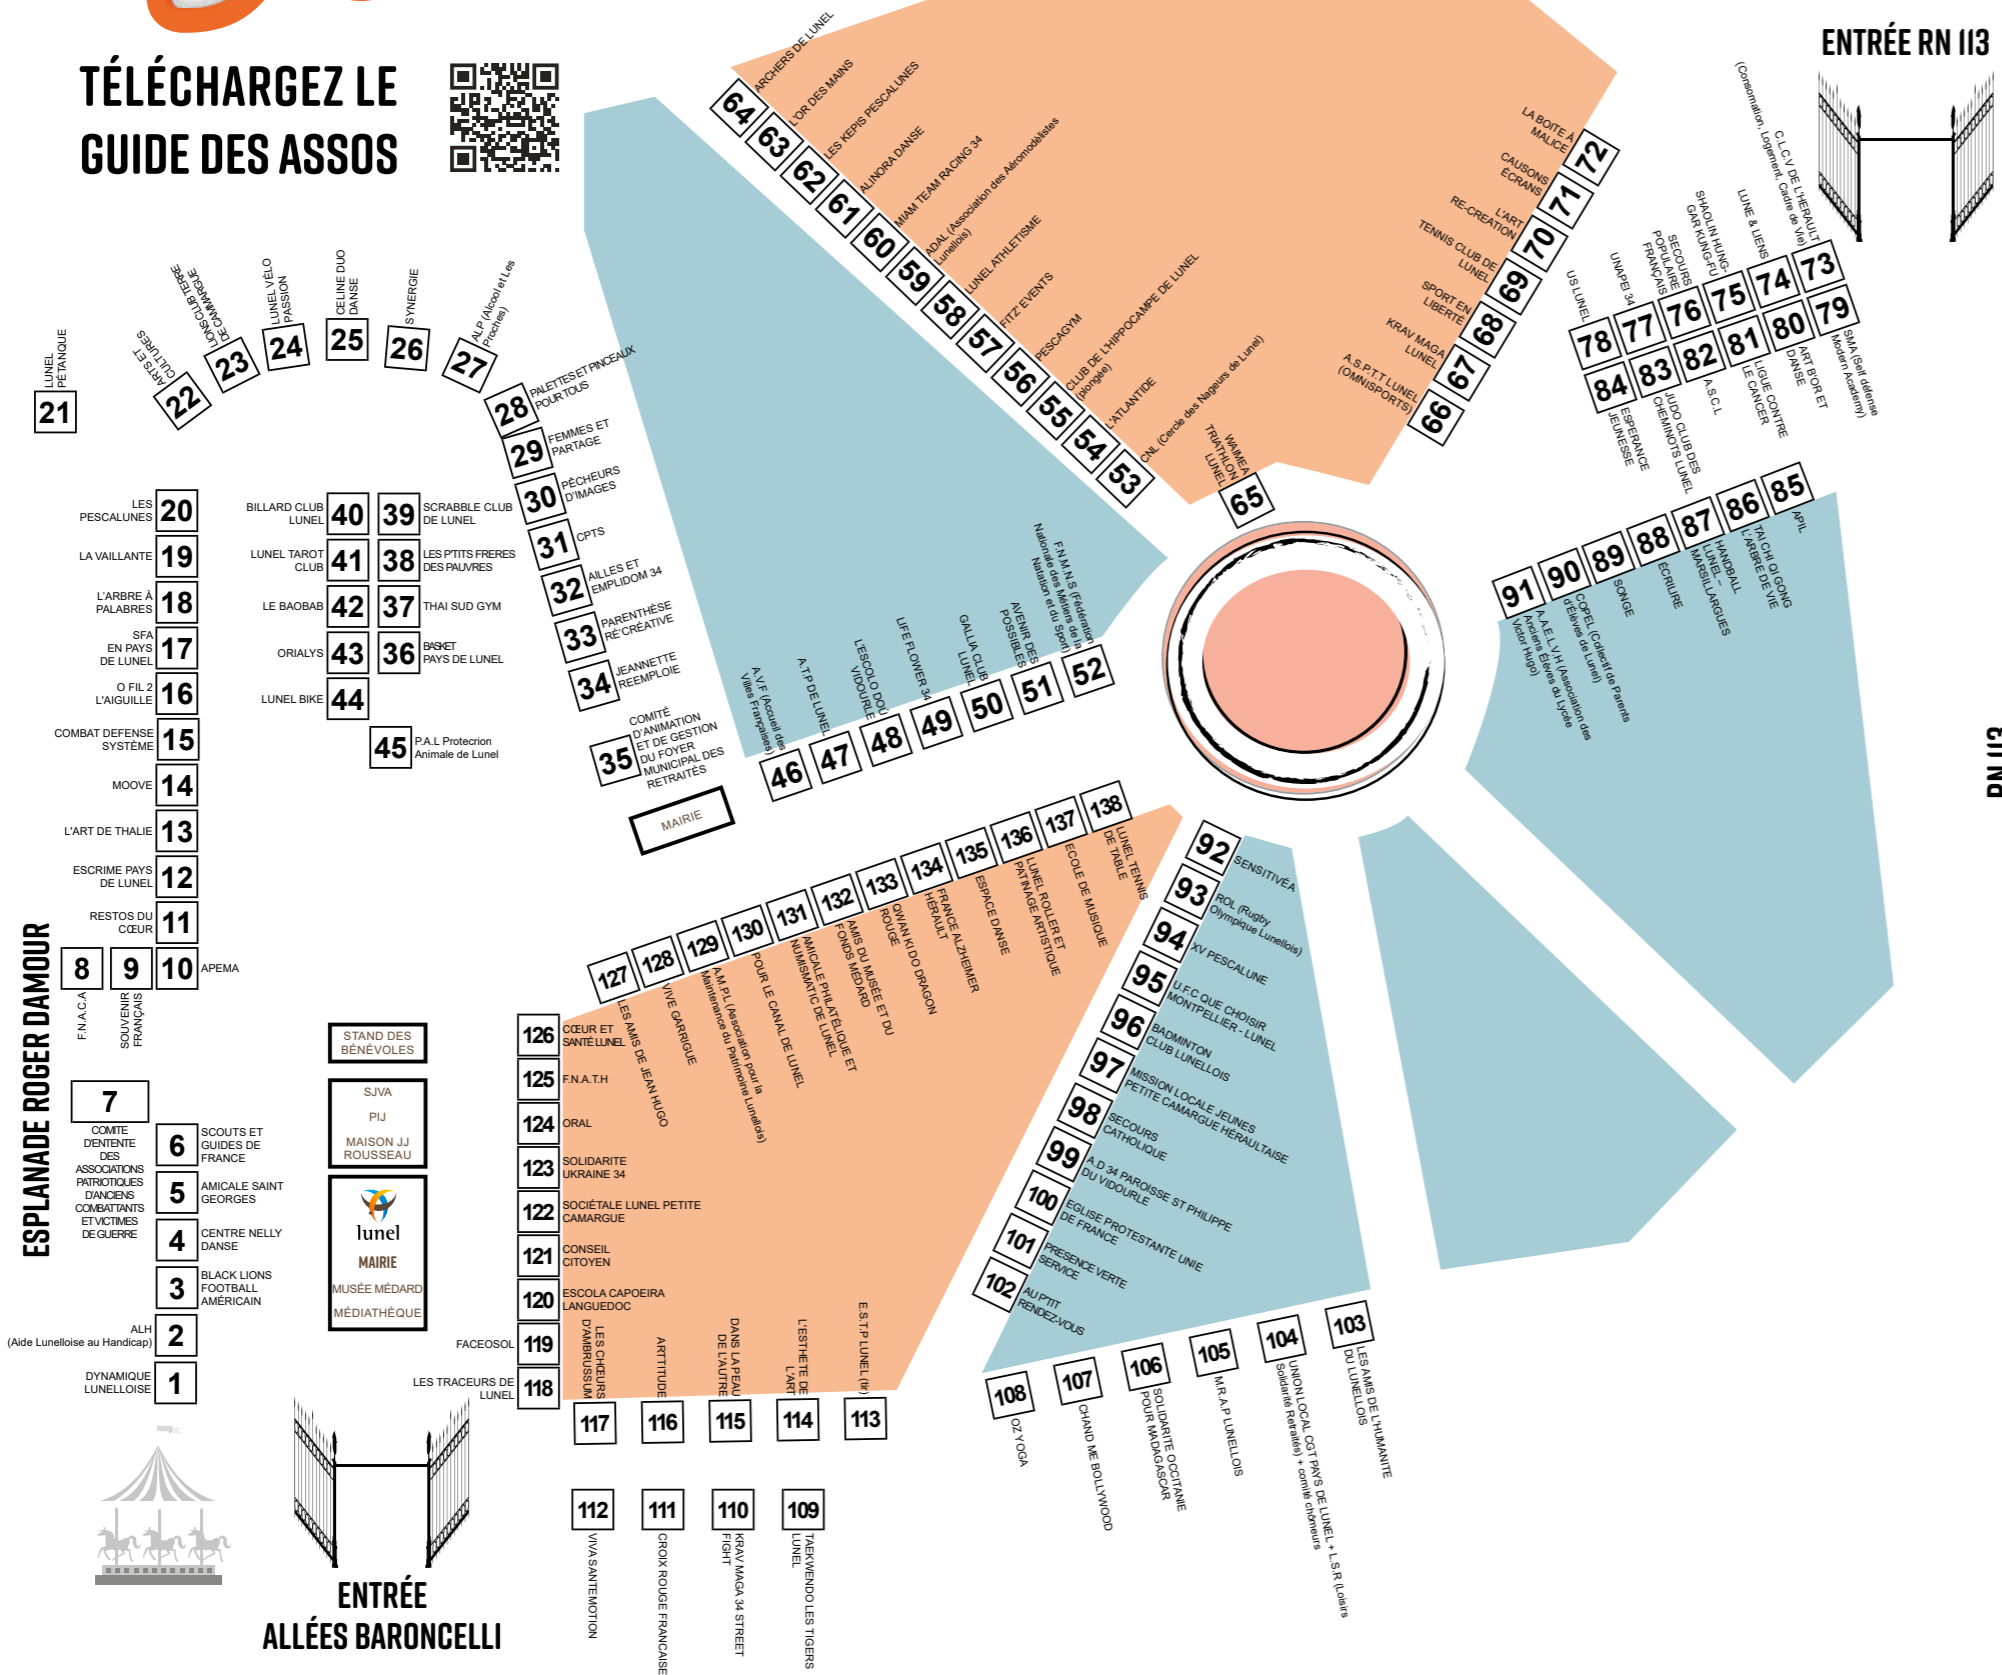 TÉLÉCHARGEZ LE
GUIDE DES ASSOS
ENTRÉE RN 113
RN 113
ESPLANADE ROGER DAMOUR
ENTRÉE
ALLÉES BARONCELLI
1
DYNAMIQUE
LUNELLOISE
2
ALH
(Aide Lunelloise au Handicap)
3
BLACK LIONS
FOOTBALL
AMÉRICAIN
4
CENTRE NELLY
DANSE
5
AMICALE SAINT
GEORGES
6
SCOUTS ET
GUIDES DE
FRANCE
7
COMITE
D'ENTENTE
DES
ASSOCIATIONS
PATRIOTIQUES
D'ANCIENS
COMBATTANTS
ET VICTIMES
DE GUERRE
8
F.N.A.C.A
9
SOUVENIR
FRANÇAIS
10
APEMA
11
RESTOS DU
CŒUR
12
ESCRIME PAYS
DE LUNEL
13
L'ART DE THALIE
14
MOOVE
15
COMBAT DEFENSE
SYSTÈME
16
O FIL 2
L'AIGUILLE
17
SFA
EN PAYS
DE LUNEL
18
L'ARBRE À
PALABRES
19
LA VAILLANTE
20
LES
PESCALUNES
21
LUNEL
PÉTANQUE
22
ARTS ET
CULTURES
23
LIONS CLUB TERRE
DE CAMARGUE
24
LUNEL VÉLO
PASSION
25
CELINE DUO
DANSE
26
SYNERGIE
27
ALP (Alcool et Les
Proches)
28
PALETTES ET PINCEAUX
POUR TOUS
29
FEMMES ET
PARTAGE
30
PÊCHEURS
D'IMAGES
31
CPTS
32
AILLES ET
EMPLIDOM 34
33
PARENTHÈSE
RÉ'CRÉATIVE
34
JEANNETTE
REEMPLOIE
35
COMITÉ
D'ANIMATION
ET DE GESTION
DU FOYER
MUNICIPAL DES
RETRAITÉS
MAIRIE
36
BASKET
PAYS DE LUNEL
37
THAI SUD GYM
38
LES P'TITS FRERES
DES PAUVRES
39
SCRABBLE CLUB
DE LUNEL
40
BILLARD CLUB
LUNEL
41
LUNEL TAROT
CLUB
42
LE BAOBAB
43
ORIALYS
44
LUNEL BIKE
45
P.A.L Protecrion
Animale de Lunel
46
A.V.F (Accueil des
Villes Françaises)
47
A.T.P DE LUNEL
48
L'ESCOLO DOÙ
VIDOURLE
49
LIFE FLOWER 34
50
GALLIA CLUB
LUNEL
51
AVENIR DES
POSSIBLES
52
F.N.M.N.S (Fédération
Nationale des Métiers de la
Natation et du Sport)
53
CNL (Cercle des Nageurs de Lunel)
54
L'ATLANTIDE
55
CLUB DE L'HIPPOCAMPE DE LUNEL
(plongée)
56
PESCAGYM
57
FITZ EVENTS
58
LUNEL ATHLETISME
59
ADAL (Association des Aéromodélistes
Lunellois)
60
MIAM TEAM RACING 34
61
ALINORA DANSE
62
LES KEPIS PESCALUNES
63
L'OR DES MAINS
64
ARCHERS DE LUNEL
65
WAIMEA
TRIATHLON
LUNEL
66
A.S.P.T.T LUNEL
(OMNISPORTS)
67
KRAV MAGA
LUNEL
68
SPORT EN
LIBERTÉ
69
TENNIS CLUB DE
LUNEL
70
L'ART
RE-CREATION
71
CAUSONS
ÉCRANS
72
LA BOITE À
MALICE
73
C.L.C.V DE L'HERAULT
(Consomation, Logement, Cadre de Vie)
74
LUNE & LIENS
75
SHAOLIN HUNG-
GAR KUNG-FU
76
SECOURS
POPULAIRE
FRANÇAIS
77
UNAPEI 34
78
US LUNEL
79
SMA (Self défense
Modern Academy)
80
ART B'OR ET
DANSE
81
LIGUE CONTRE
LE CANCER
82
A.S.C.L
83
JUDO CLUB DES
CHEMINOTS LUNEL
84
ESPERANCE
JEUNESSE
85
APIL
86
TAI CHI QI GONG
L'ARBRE DE VIE
87
HANDBALL
LUNEL –
MARSILLARGUES
88
ÉCRIURE
89
SONGE
90
COPEL (Collectif de Parents
d'Élèves de Lunel)
91
A.A.E.L.V.H (Association des
Anciens Élèves du Lycée
Victor Hugo)
92
SENSITIVÉA
93
ROL (Rugby
Olympique Lunellois)
94
XV PESCALUNE
95
U.F.C QUE CHOISIR
MONTPELLIER - LUNEL
96
BADMINTON
CLUB LUNELLOIS
97
MISSION LOCALE JEUNES
PETITE CAMARGUE HÉRAULTAISE
98
SECOURS
CATHOLIQUE
99
A.D 34 PAROISSE ST PHILIPPE
DU VIDOURLE
100
EGLISE PROTESTANTE UNIE
DE FRANCE
101
PRESENCE VERTE
SERVICE
102
AU P'TIT
RENDEZ-VOUS
103
LES AMIS DE L'HUMANITE
DU LUNELLOIS
104
UNION LOCAL CGT PAYS DE LUNEL + L.S.R (Loisirs
Solidarité Retraités) + comité chômeurs
105
M.R.A.P LUNELLOIS
106
SOLIDARITE OCCITANIE
POUR MADAGASCAR
107
CHAND ME BOLLYWOOD
108
OZ YOGA
109
TAEKWENDO LES TIGERS
LUNEL
110
KRAV MAGA 34 STREET
FIGHT
111
CROIX ROUGE FRANCAISE
112
VIVA SANTEMOTION
113
E.S.T.P LUNEL (tir)
114
L'ESTHETE DE
L'ART
115
DANS LA PEAU
DE L'AUTRE
116
ARTTITUDE
117
LES CHŒURS
D'AMBRUSSUM
118
LES TRACEURS DE
LUNEL
119
FACEOSOL
120
ESCOLA CAPOEIRA
LANGUEDOC
121
CONSEIL
CITOYEN
122
SOCIÉTALE LUNEL PETITE
CAMARGUE
123
SOLIDARITE
UKRAINE 34
124
ORAL
125
F.N.A.T.H
126
CŒUR ET
SANTÉ LUNEL
127
LES AMIS DE JEAN HUGO
128
VIVE GARRIGUE
129
A.M.P.L (Association pour la
Maintenance du Patrimoine Lunellois)
130
POUR LE CANAL DE LUNEL
131
AMICALE PHILATÉLIQUE ET
NUMISMATIC DE LUNEL
132
AMIS DU MUSÉE ET DU
FONDS MÉDARD
133
QWAN KI DO DRAGON
ROUGE
134
FRANCE ALZHEIMER
HÉRAULT
135
ESPACE DANSE
136
LUNEL ROLLER ET
PATINAGE ARTISTIQUE
137
ECOLE DE MUSIQUE
138
LUNEL TENNIS
DE TABLE
STAND DES
BÉNÉVOLES
SJVA
PIJ
MAISON JJ
ROUSSEAU
lunel
MAIRIE
MUSÉE MÉDARD
MÉDIATHÈQUE